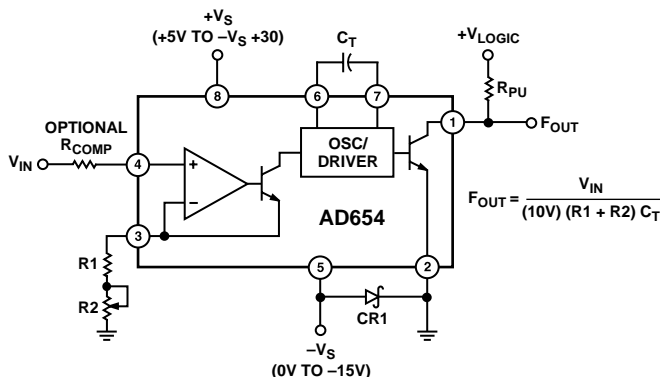 +VS
(+5V TO –VS +30)
CT
+VLOGIC
RPU
8
6
7
1
FOUT
OPTIONAL
RCOMP
OSC/
DRIVER
VIN
4
+
–
AD654
FOUT = VIN
(10V) (R1 + R2) CT
3
R1
R2
5
2
CR1
–VS
(0V TO –15V)